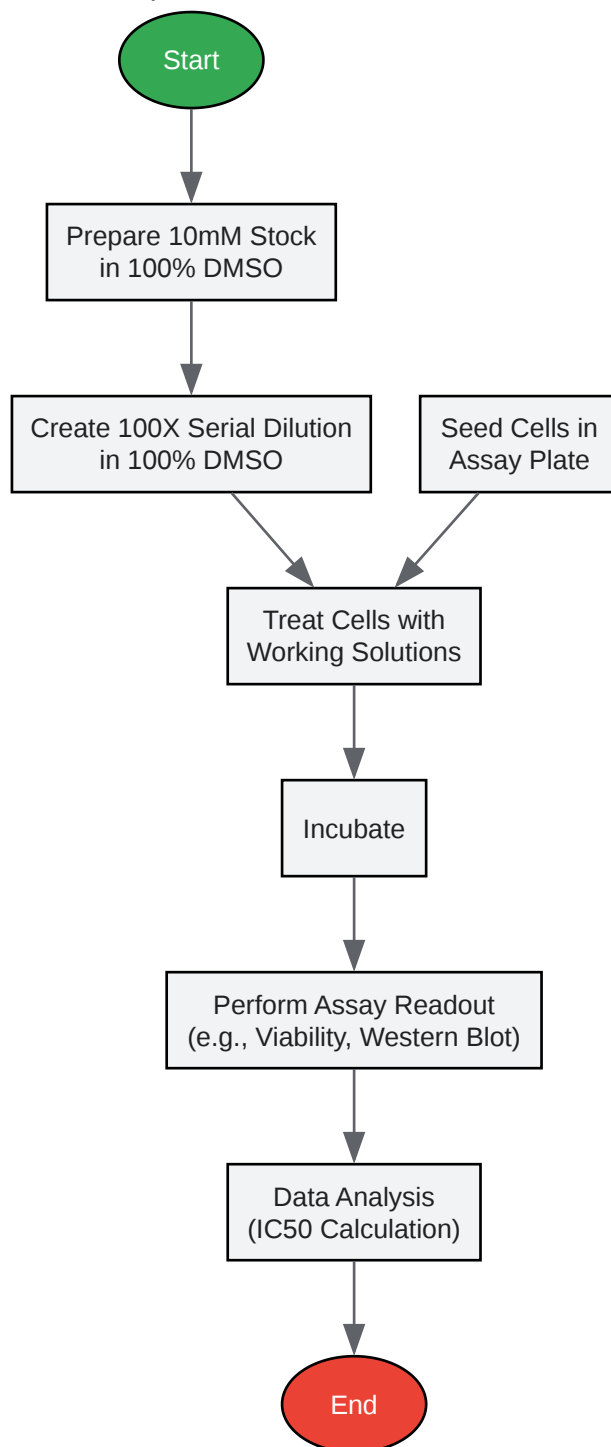 Start
Prepare 10mM Stock
in 100% DMSO
Create 100X Serial Dilution
in 100% DMSO
Seed Cells in
Assay Plate
Treat Cells with
Working Solutions
Incubate
Perform Assay Readout
(e.g., Viability, Western Blot)
Data Analysis
(IC50 Calculation)
End